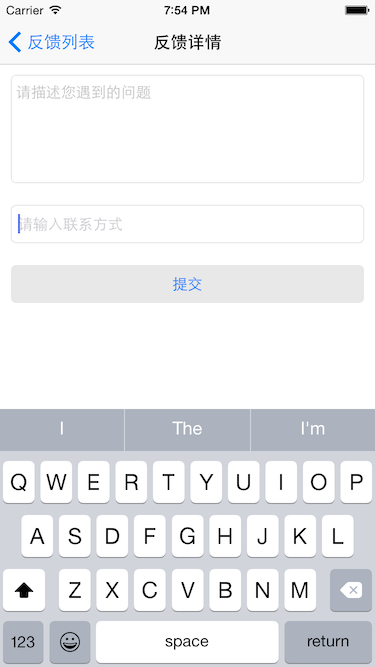 Carrier 7:54 PM
反馈列表 反馈详情
请描述您遇到的问题
请输入联系方式
提交
I The I'm
Q W E R T Y U I O P
A S D F G H J K L
Z X C V B N M
123 space return